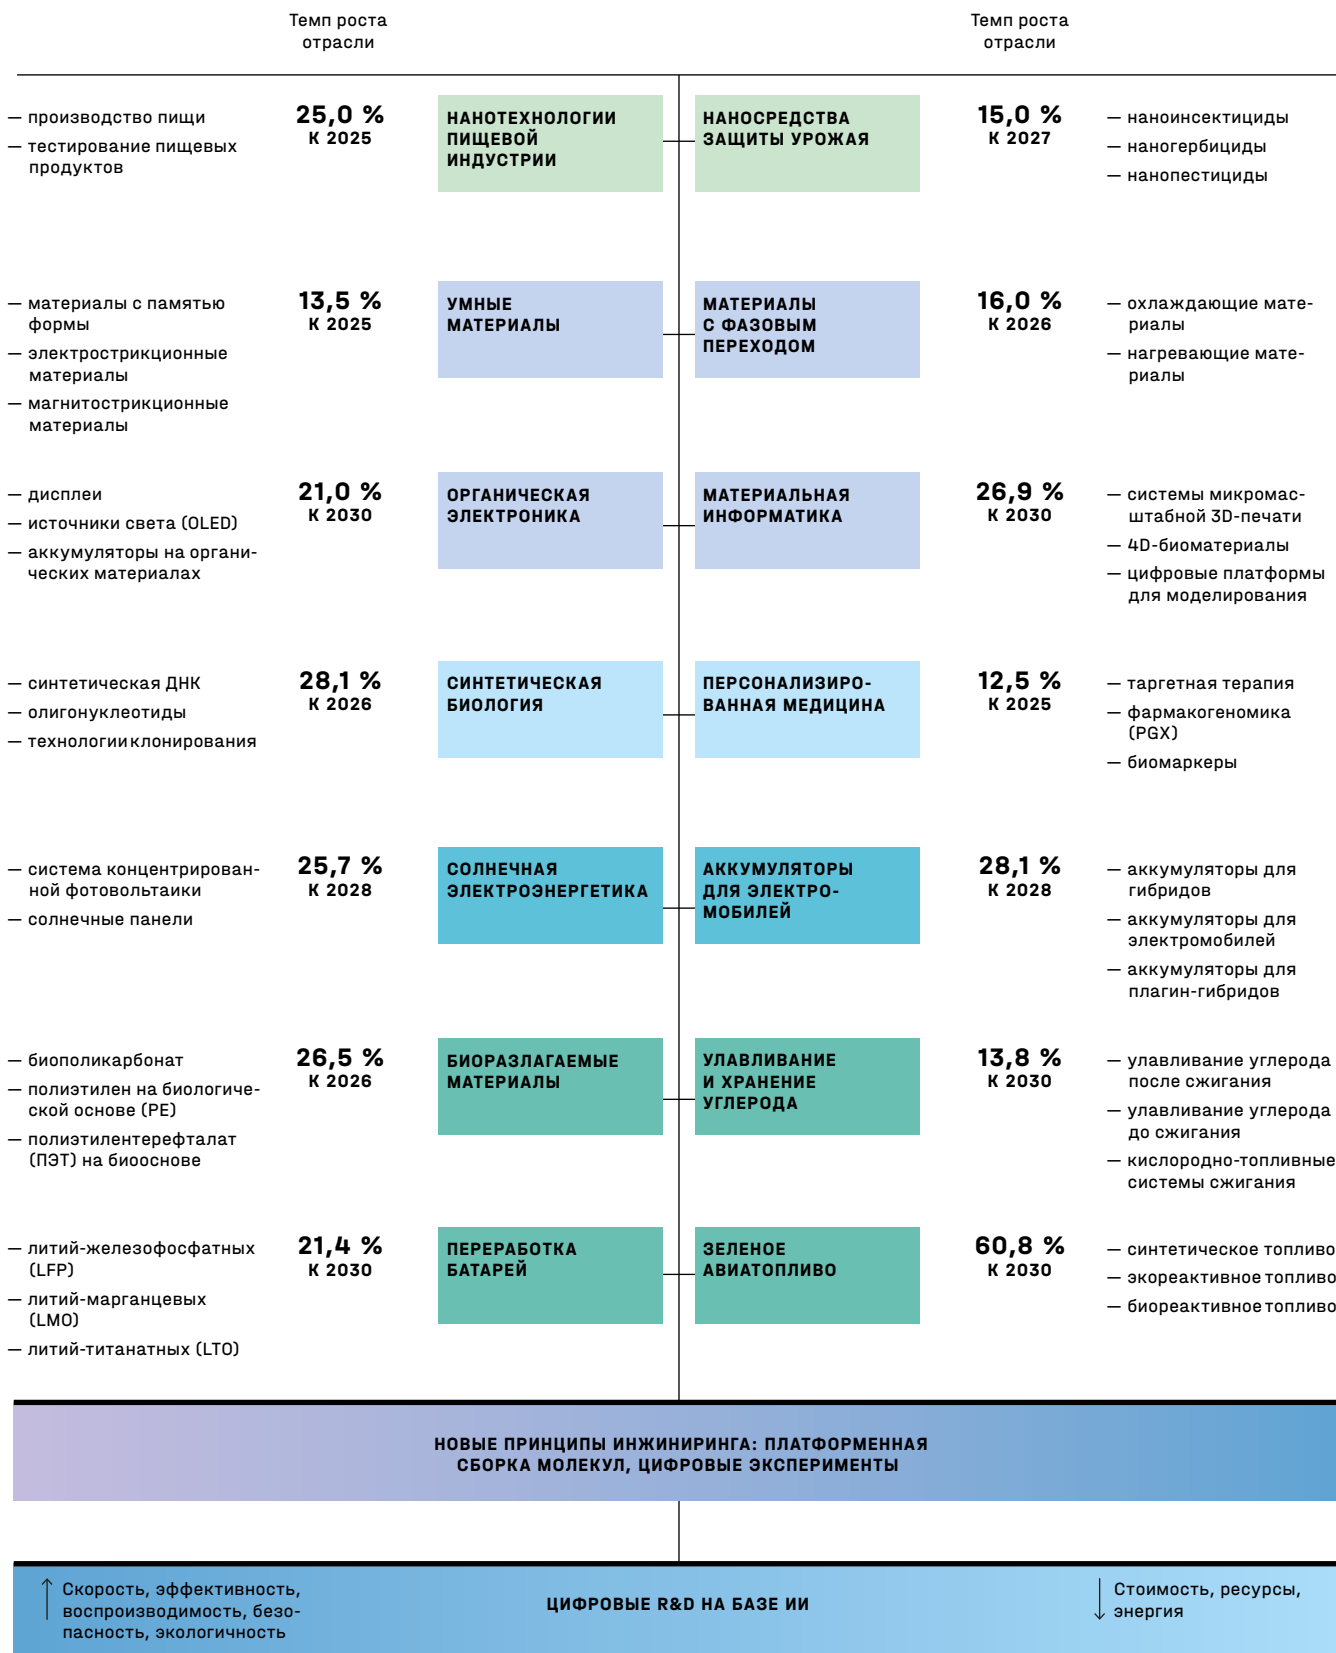 Темп роста
отрасли
Темп роста
отрасли
— производство пищи
— тестирование пищевых
продуктов
25,0 %
К 2025
НАНОТЕХНОЛОГИИ
ПИЩЕВОЙ
ИНДУСТРИИ
НАНОСРЕДСТВА
ЗАЩИТЫ УРОЖАЯ
15,0 %
К 2027
— наноинсектициды
— наногербициды
— нанопестициды
— материалы с памятью
формы
— электрострикционные
материалы
— магнитострикционные
материалы
13,5 %
К 2025
УМНЫЕ
МАТЕРИАЛЫ
МАТЕРИАЛЫ
С ФАЗОВЫМ
ПЕРЕХОДОМ
16,0 %
К 2026
— охлаждающие мате-
риалы
— нагревающие мате-
риалы
— дисплеи
— источники света (OLED)
— аккумуляторы на органи-
ческих материалах
21,0 %
К 2030
ОРГАНИЧЕСКАЯ
ЭЛЕКТРОНИКА
МАТЕРИАЛЬНАЯ
ИНФОРМАТИКА
26,9 %
К 2030
— системы микромас-
штабной 3D-печати
— 4D-биоматериалы
— цифровые платформы
для моделирования
— синтетическая ДНК
— олигонуклеотиды
— технологии клонирования
28,1 %
К 2026
СИНТЕТИЧЕСКАЯ
БИОЛОГИЯ
ПЕРСОНАЛИЗИРО-
ВАННАЯ МЕДИЦИНА
12,5 %
К 2025
— таргетная терапия
— фармакогеномика
(PGX)
— биомаркеры
— система концентрирован-
ной фотовольтаики
— солнечные панели
25,7 %
К 2028
СОЛНЕЧНАЯ
ЭЛЕКТРОЭНЕРГЕТИКА
АККУМУЛЯТОРЫ
ДЛЯ ЭЛЕКТРО-
МОБИЛЕЙ
28,1 %
К 2028
— аккумуляторы для
гибридов
— аккумуляторы для
электромобилей
— аккумуляторы для
плагин-гибридов
— биополикарбонат
— полиэтилен на биологиче-
ской основе (PE)
— полиэтилентерефталат
(ПЭТ) на биооснове
26,5 %
К 2026
БИОРАЗЛАГАЕМЫЕ
МАТЕРИАЛЫ
УЛАВЛИВАНИЕ
И ХРАНЕНИЕ
УГЛЕРОДА
13,8 %
К 2030
— улавливание углерода
после сжигания
— улавливание углерода
до сжигания
— кислородно-топливные
системы сжигания
— литий-железофосфатных
(LFP)
— литий-марганцевых
(LMO)
— литий-титанатных (LTO)
21,4 %
К 2030
ПЕРЕРАБОТКА
БАТАРЕЙ
ЗЕЛЕНОЕ
АВИАТОПЛИВО
60,8 %
К 2030
— синтетическое топливо
— экореактивное топливо
— биореактивное топливо
НОВЫЕ ПРИНЦИПЫ ИНЖИНИРИНГА: ПЛАТФОРМЕННАЯ
СБОРКА МОЛЕКУЛ, ЦИФРОВЫЕ ЭКСПЕРИМЕНТЫ
Скорость, эффективность,
воспроизводимость, безо-
пасность, экологичность
ЦИФРОВЫЕ R&D НА БАЗЕ ИИ
Стоимость, ресурсы,
энергия